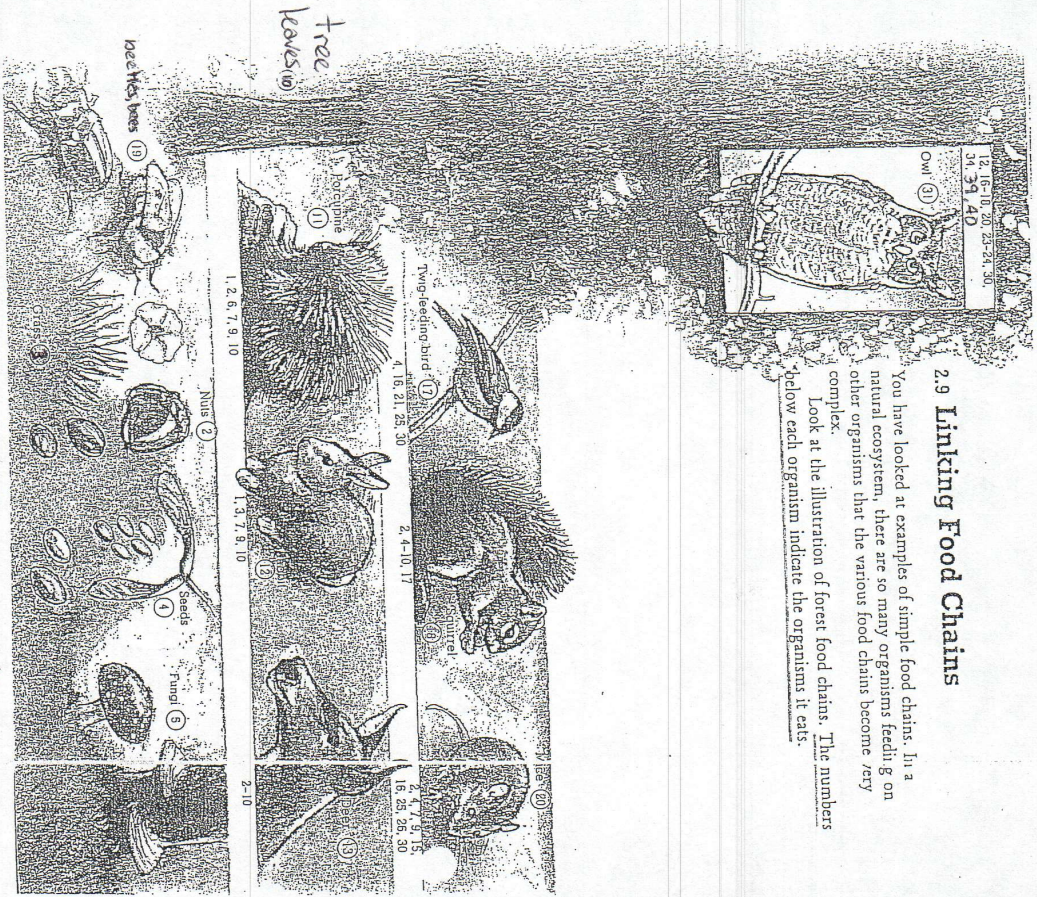 2.9 Linking Food Chains
You have looked at examples of simple food chains. In a
natural ecosystem, there are so many organisms feeding on
other organisms that the various food chains become very
complex.
Look at the illustration of forest food chains. The numbers
below each organism indicate the organisms it eats.
12, 16–18, 20, 23–24, 30,
34, 39, 40
Owl 31
tree
leaves 10
Twig-feeding bird 17
Squirrel
20
4, 16, 21, 25, 30
2, 4–10, 17
2, 4, 7, 9, 15,
16, 25, 26, 30
Porcupine
11
12
1, 2, 6, 7, 9, 10
1, 3, 7, 9, 10
2–10
beetles, bees 19
Grass
3
Nuts 2
Seeds
4
Fungi 5